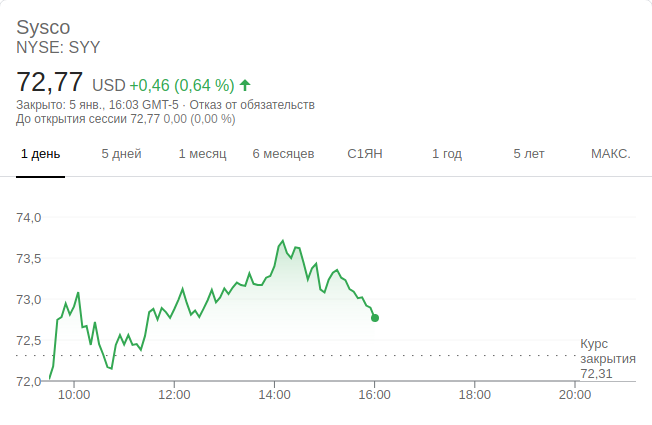 Sysco
NYSE: SYY
72,77 USD +0,46 (0,64 %)
Закрыто: 5 янв., 16:03 GMT-5 · Отказ от обязательств
До открытия сессии 72,77 0,00 (0,00 %)
1 день 5 дней 1 месяц 6 месяцев С1ЯН 1 год 5 лет МАКС.
74,0
73,5
73,0
72,5
Курс
закрытия
72,31
72,0
10:00 12:00 14:00 16:00 18:00 20:00